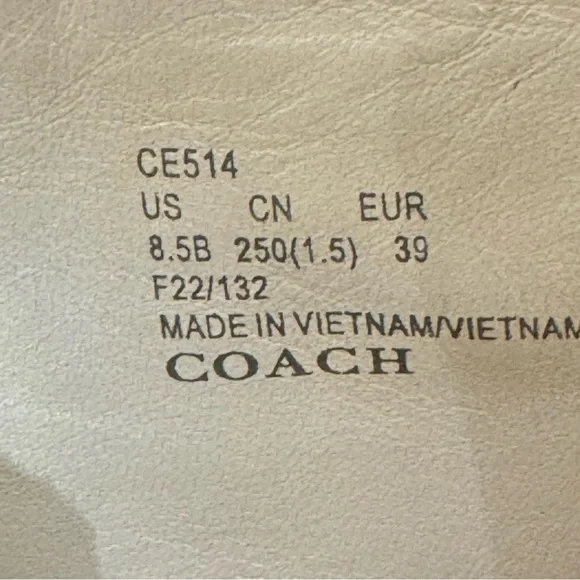 CE514
US CN EUR
8.5B 250(1.5) 39
F22/132
MADE IN VIETNAM/VIETNAM
COACH